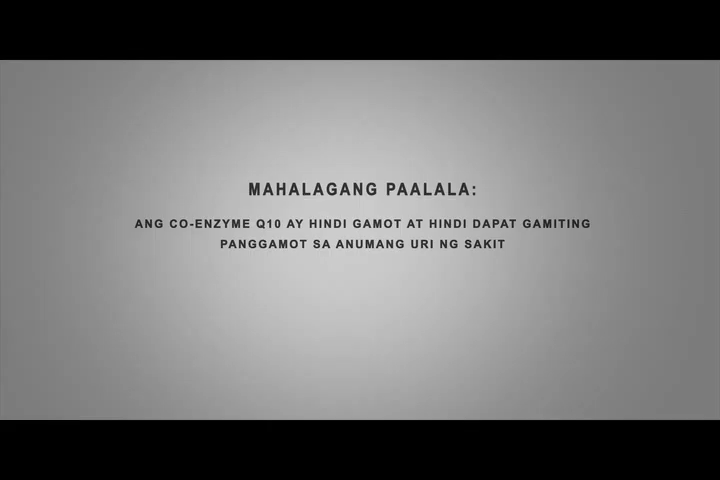 MAHALAGANG PAALALA:
ANG CO-ENZYME Q10 AY HINDI GAMOT AT HINDI DAPAT GAMITING
PANGGAMOT SA ANUMANG URI NG SAKIT